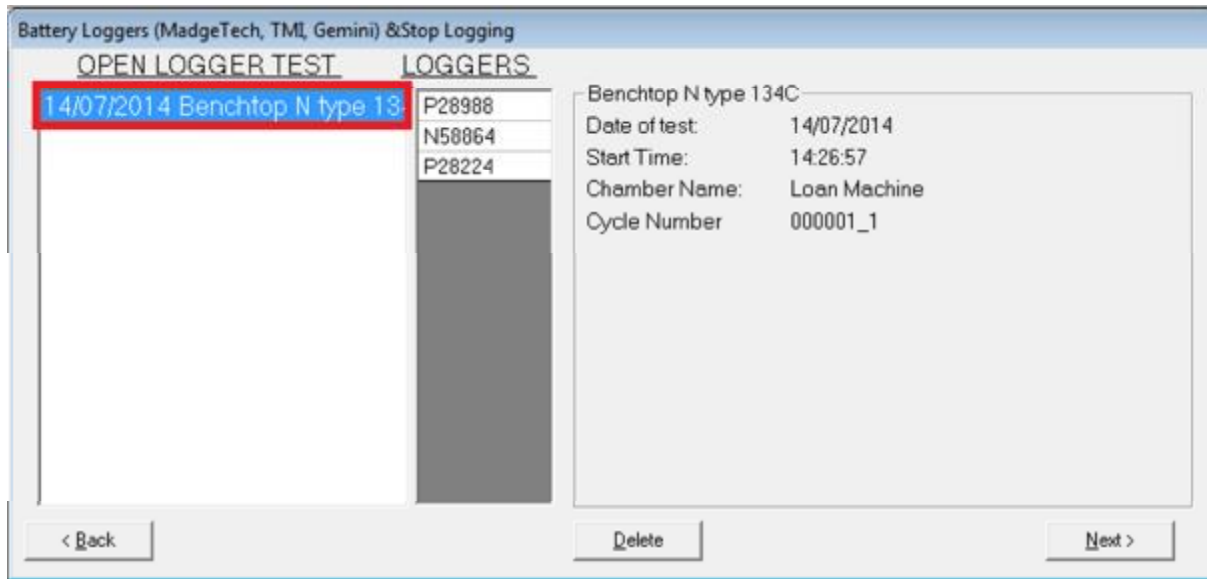 Battery Loggers (MadgeTech, TMI, Gemini) &Stop Logging
OPEN LOGGER TEST LOGGERS
14/07/2014 Benchtop N type 13
P28988
N58864
P28224
Benchtop N type 134C
Date of test: 14/07/2014
Start Time: 14:26:57
Chamber Name: Loan Machine
Cycle Number 000001_1
< Back
Delete
Next >